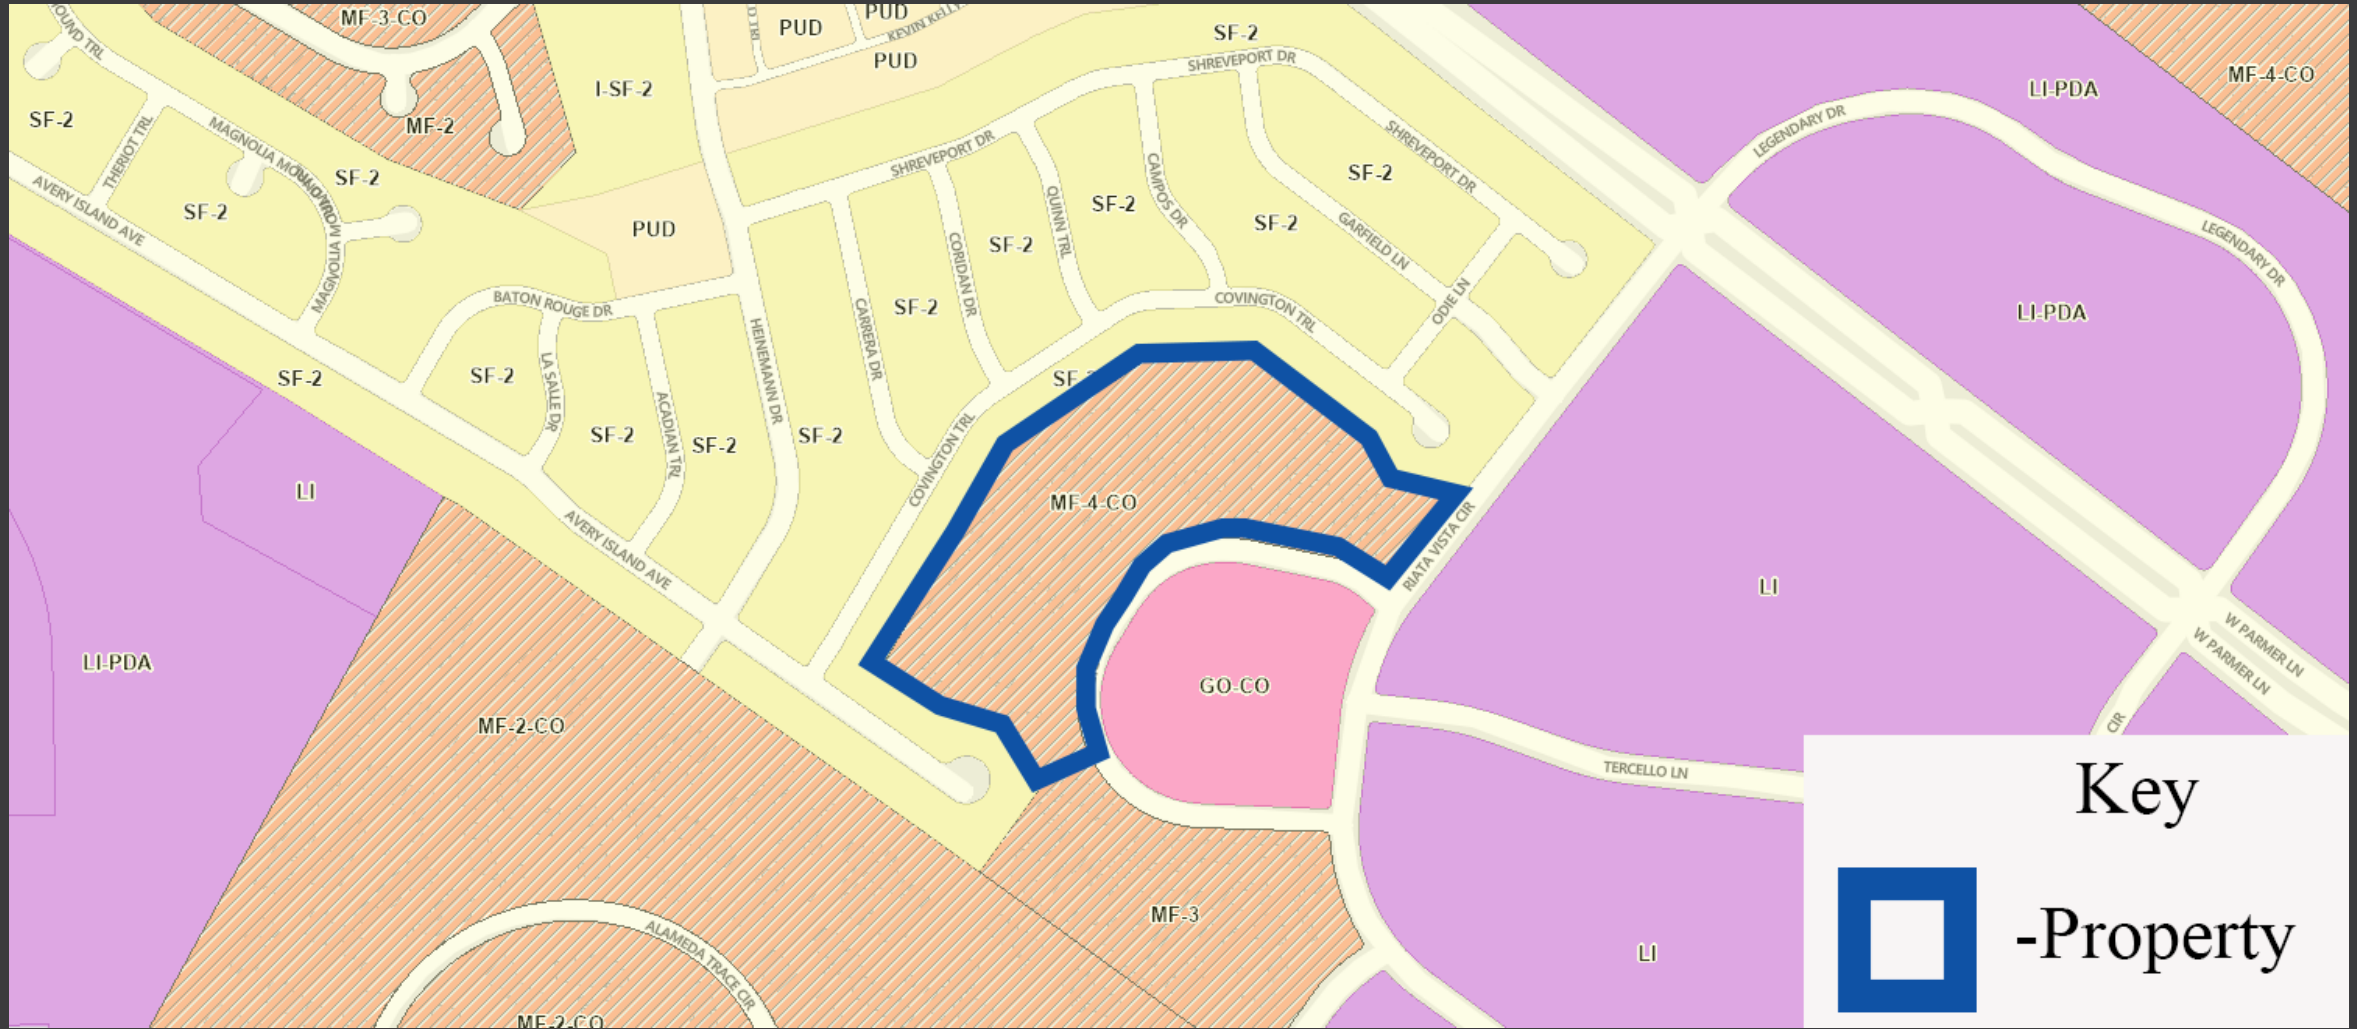 MF-3-CO
PUD
PUD
KEVIN KELLY
SF-2
SHREVEPORT DR
PUD
I-SF-2
LI-PDA
MF-4-CO
OUND TRL
SF-2
THERIOT TRL
MAGNOLIA MOUND TRL
MF-2
SF-2
LEGENDARY DR
SHREVEPORT DR
SHREVEPORT DR
SF-2
CAMPOS DR
AVERY ISLAND AVE
SF-2
MAGNOLIA MOUND TRL
PUD
QUINN TRL
SF-2
SF-2
GARFIELD LN
LEGENDARY DR
CORIDAN DR
SF-2
BATON ROUGE DR
SF-2
COVINGTON TRL
ODIE LN
LI-PDA
CARRERA DR
HEINEMANN DR
SF-2
SF-2
LA SALLE DR
SF-2
ACADIAN TRL
SF-2
SF-2
SF-2
COVINGTON TRL
LI
MF-4-CO
RIATA VISTA CIR
AVERY ISLAND AVE
LI
LI-PDA
GO-CO
W PARMER LN
W PARMER LN
MF-2-CO
CIR
TERCELLO LN
Key
MF-3
-Property
ALAMEDA TRACE CIR
LI
MF-2-CO